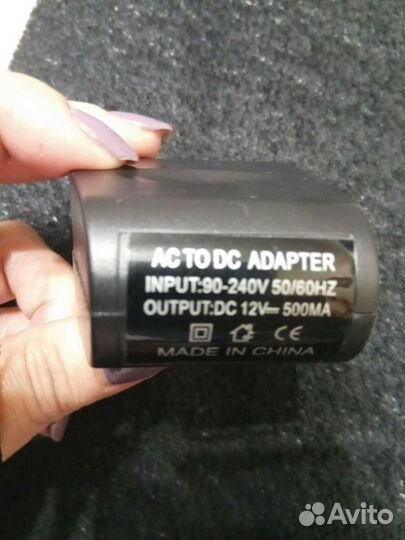 AC TO DC ADAPTER
INPUT:90-240V 50/60HZ
OUTPUT:DC 12V⎓500MA
CE
MADE IN CHINA
Avito